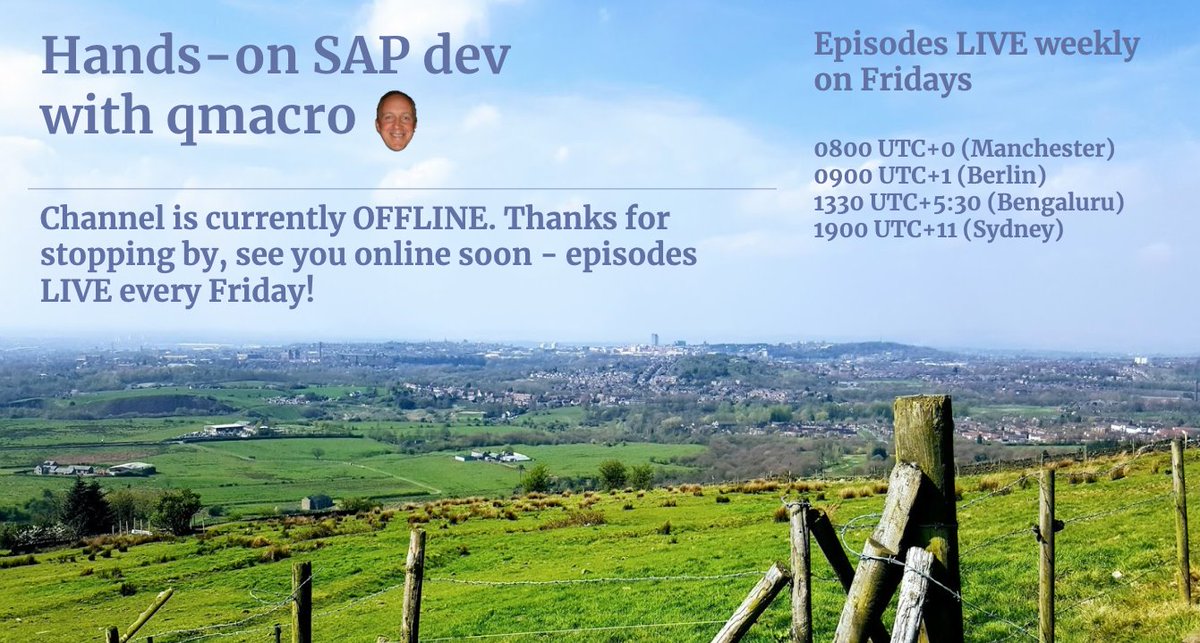 Hands-on SAP dev
with qmacro
Channel is currently OFFLINE. Thanks for
stopping by, see you online soon - episodes
LIVE every Friday!
Episodes LIVE weekly
on Fridays
0800 UTC+0 (Manchester)
0900 UTC+1 (Berlin)
1330 UTC+5:30 (Bengaluru)
1900 UTC+11 (Sydney)